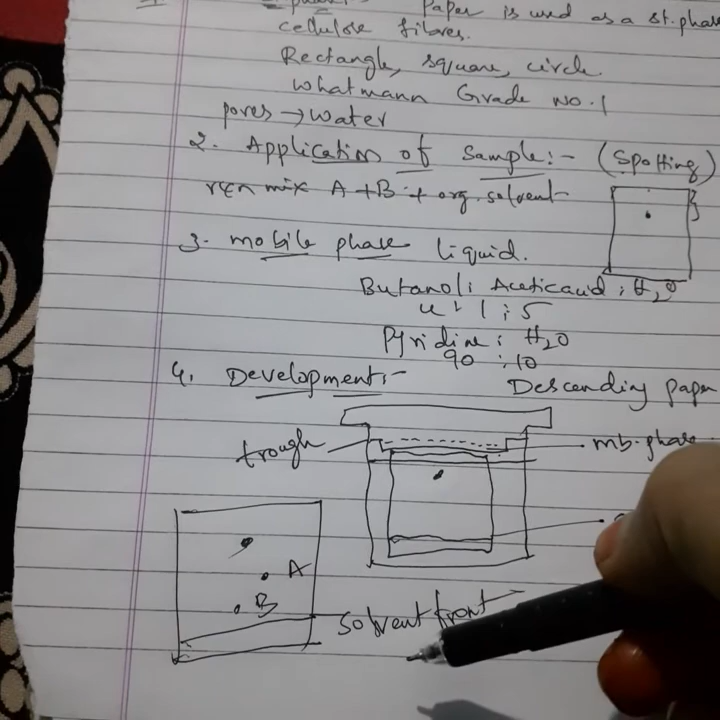 Paper is used as a st. phase
cellulose fibres.
Rectangle, square, circle.
Whatmann Grade No. 1
pores → water
2. Application of Sample:- (Spotting)
rxn mix A + B + org. solvent
3. mobile phase liquid.
Butanol : Acetic acid : H2O
4 : 1 : 5
Pyridine : H2O
90 : 10
4. Development:-
Descending paper
trough
mb. phase
A
B
Solvent front